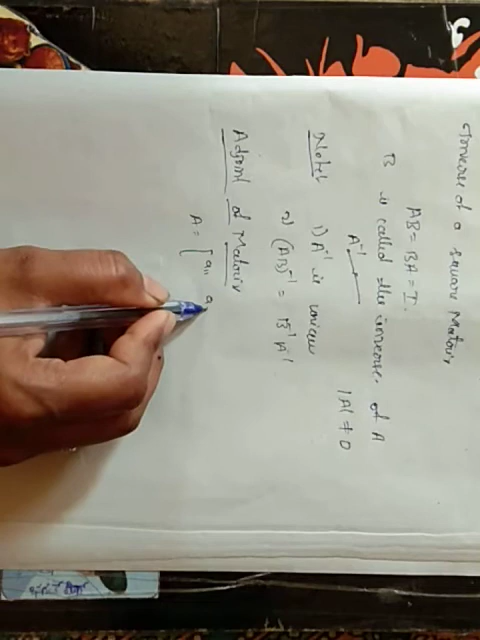 Inverse of a square Matrix
AB = BA = I.
B is called the inverse of A
A⁻¹ |A| ≠ 0
Note: 1) A⁻¹ is unique
2) (AB)⁻¹ = B⁻¹ A⁻¹
Adjoint of Matrix
A = [ a₁₁ a